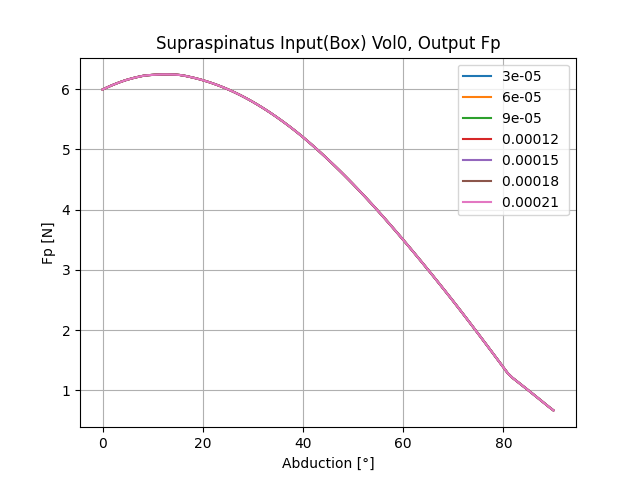 Supraspinatus Input(Box) Vol0, Output Fp
3e-05
6e-05
9e-05
0.00012
0.00015
0.00018
0.00021
6
5
4
3
2
1
Fp [N]
0 20 40 60 80
Abduction [°]